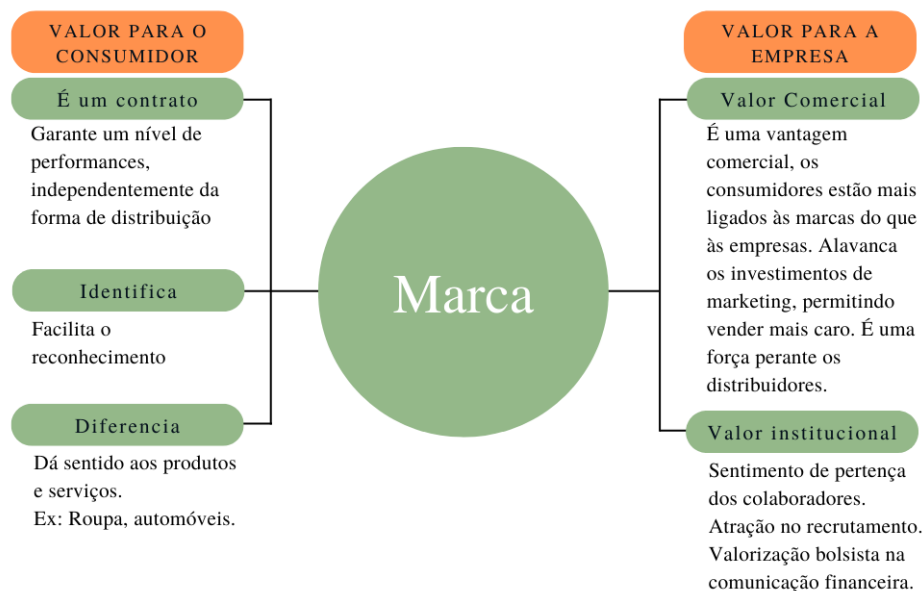 VALOR PARA O
CONSUMIDOR
É um contrato
Garante um nível de
performances,
independentemente da
forma de distribuição
Identifica
Facilita o
reconhecimento
Diferencia
Dá sentido aos produtos
e serviços.
Ex: Roupa, automóveis.
Marca
VALOR PARA A
EMPRESA
Valor Comercial
É uma vantagem
comercial, os
consumidores estão mais
ligados às marcas do que
às empresas. Alavanca
os investimentos de
marketing, permitindo
vender mais caro. É uma
força perante os
distribuidores.
Valor institucional
Sentimento de pertença
dos colaboradores.
Atração no recrutamento.
Valorização bolsista na
comunicação financeira.